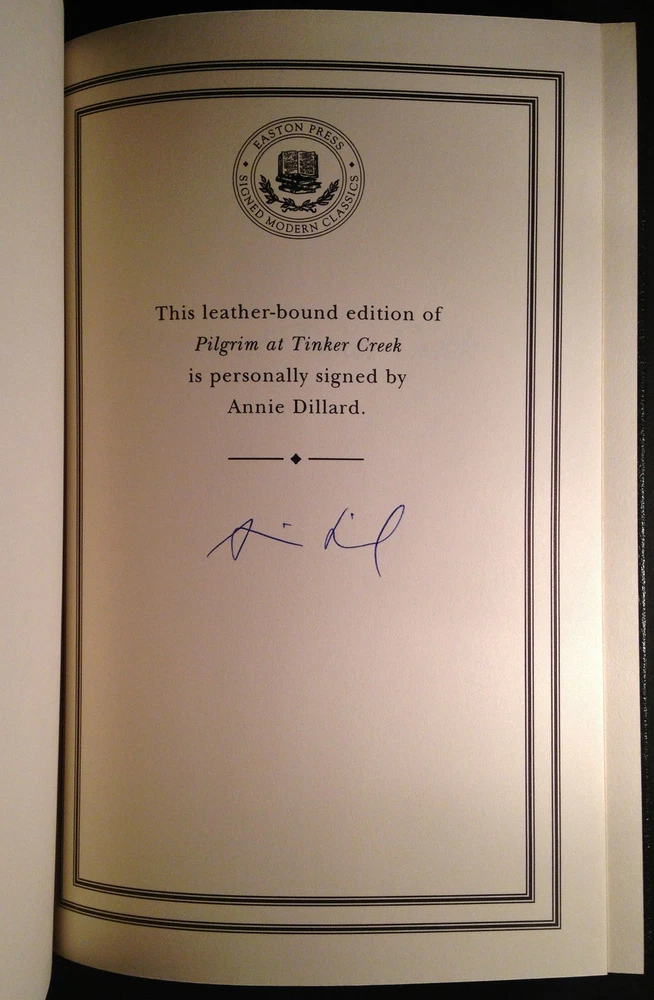 EASTON PRESS
SIGNED MODERN CLASSICS
This leather-bound edition of
Pilgrim at Tinker Creek
is personally signed by
Annie Dillard.